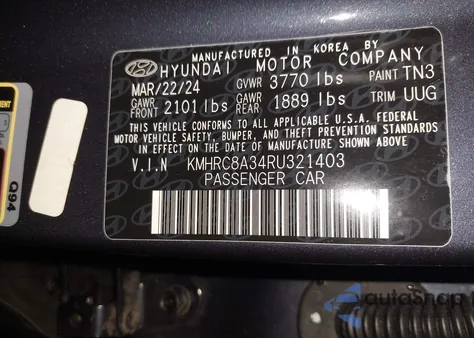 MANUFACTURED IN KOREA BY
HYUNDAI MOTOR COMPANY
MAR/22/24 GVWR 3770 lbs PAINT TN3
GAWR FRONT 2101 lbs GAWR REAR 1889 lbs TRIM UUG
THIS VEHICLE CONFORMS TO ALL APPLICABLE U.S.A. FEDERAL
MOTOR VEHICLE SAFETY, BUMPER, AND THEFT PREVENTION STANDARDS
IN EFFECT ON THE DATE OF MANUFACTURE SHOWN ABOVE.
V.I.N KMHRC8A34RU321403
PASSENGER CAR
G94
autoShop